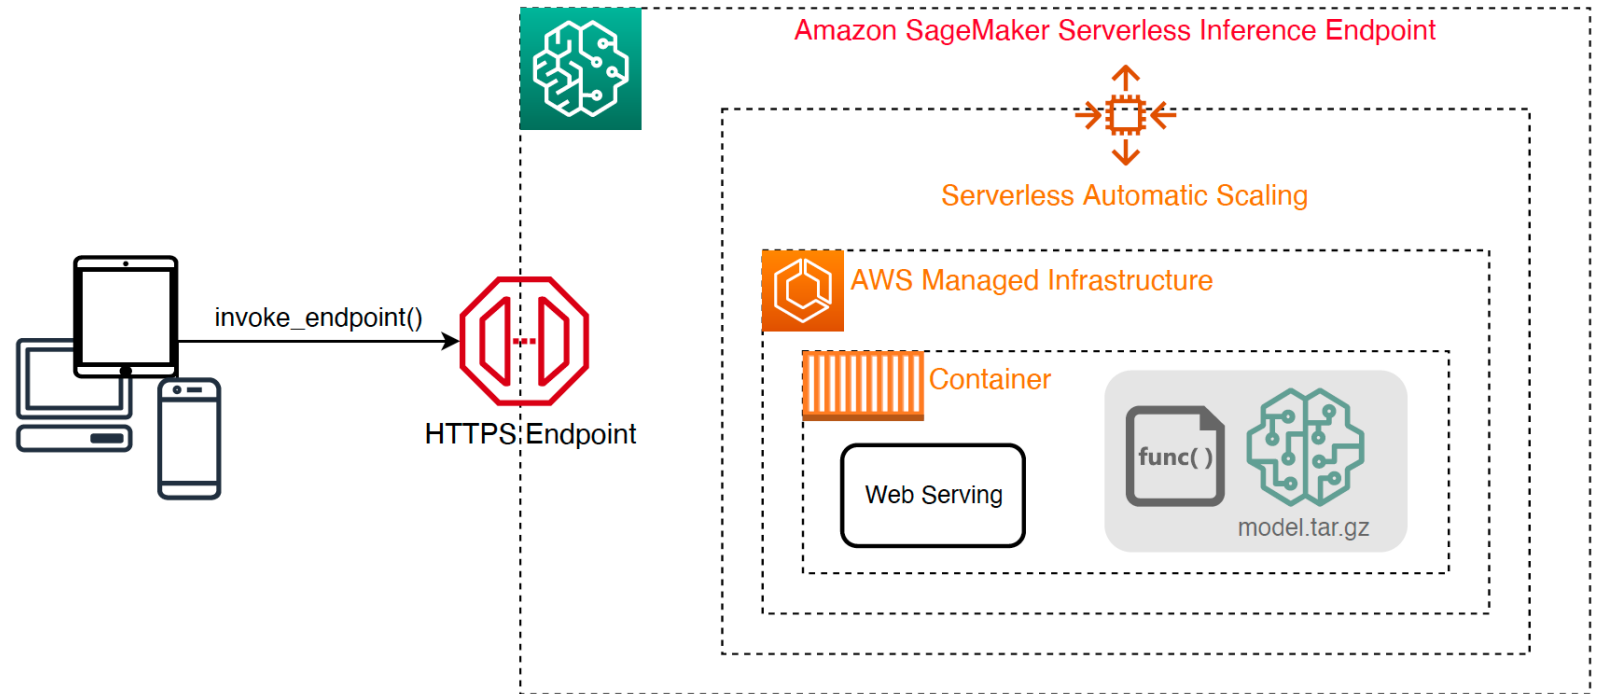 Amazon SageMaker Serverless Inference Endpoint
Serverless Automatic Scaling
AWS Managed Infrastructure
invoke_endpoint()
HTTPS Endpoint
Container
Web Serving
func( )
model.tar.gz